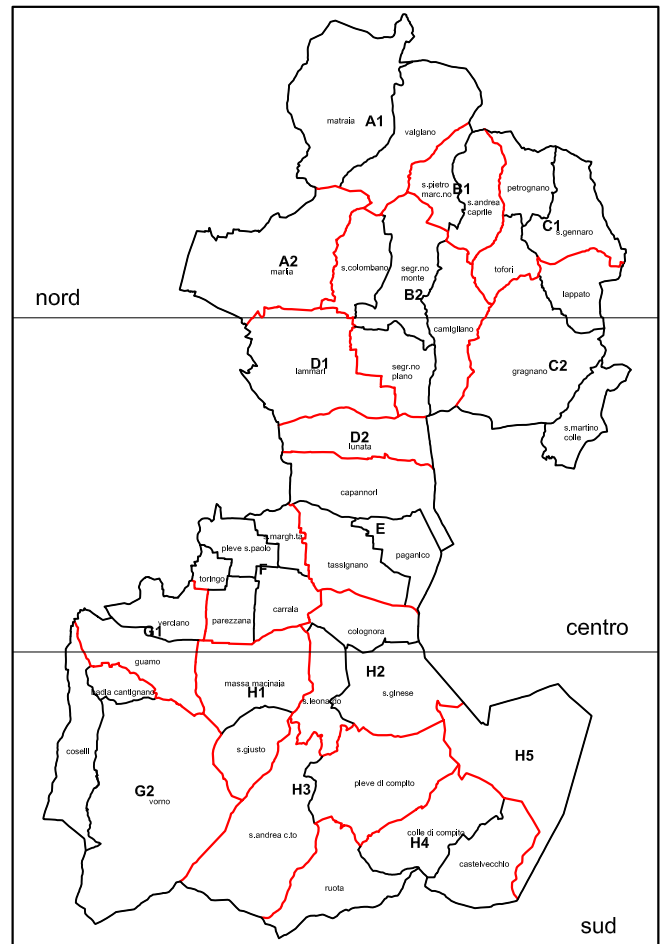 matraia
A1
valgiano
s.pietro
marc.no
B1
s.andrea
caprile
petrognano
C1
s.gennaro
A2
marlia
s.colombano
segr.no
monte
tofori
lappato
B2
nord
camigliano
D1
lammari
segr.no
piano
C2
gragnano
s.martino
colle
D2
lunata
capannori
E
s.margh.ta
pieve s.paolo
tassignano
paganico
toringo
F
carraia
verciano
G1
parezzana
colognora
centro
guamo
massa macinaia
H1
H2
s.ginese
badia cantignano
s.leonardo
coselli
s.giusto
H5
G2
vorno
H3
pieve di compito
s.andrea c.to
colle di compito
H4
castelvecchio
ruota
sud